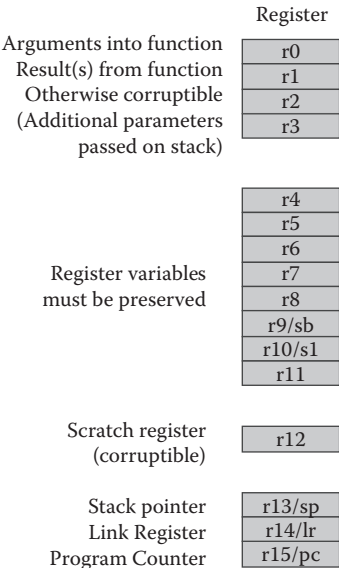 Register
Arguments into function
Result(s) from function
Otherwise corruptible
(Additional parameters
passed on stack)
r0
r1
r2
r3
Register variables
must be preserved
r4
r5
r6
r7
r8
r9/sb
r10/s1
r11
Scratch register
(corruptible)
r12
Stack pointer
Link Register
Program Counter
r13/sp
r14/lr
r15/pc